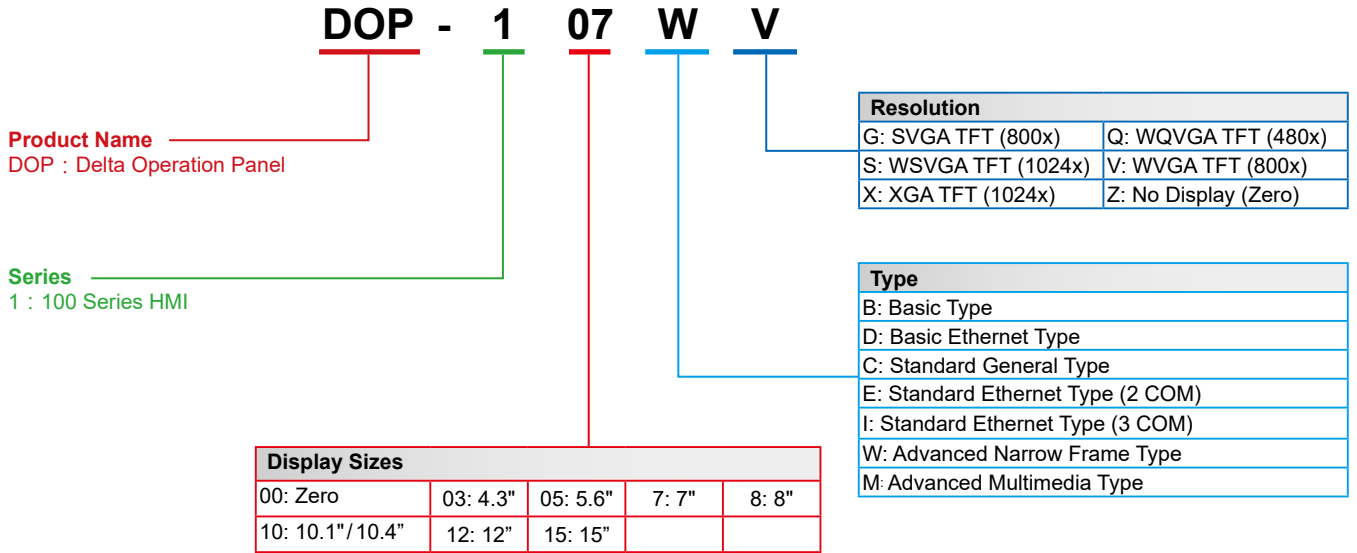 DOP - 1 07 W V
Product Name
DOP : Delta Operation Panel
Series
1 : 100 Series HMI
Resolution
G: SVGA TFT (800x) Q: WQVGA TFT (480x)
S: WSVGA TFT (1024x) V: WVGA TFT (800x)
X: XGA TFT (1024x) Z: No Display (Zero)
Type
B: Basic Type
D: Basic Ethernet Type
C: Standard General Type
E: Standard Ethernet Type (2 COM)
I: Standard Ethernet Type (3 COM)
W: Advanced Narrow Frame Type
M: Advanced Multimedia Type
Display Sizes
00: Zero 03: 4.3" 05: 5.6" 7: 7" 8: 8"
10: 10.1"/10.4” 12: 12” 15: 15”